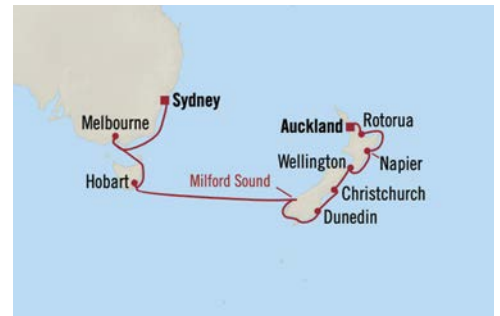 Sydney
Melbourne
Auckland
Rotorua
Wellington
Napier
Hobart
Milford Sound
Christchurch
Dunedin